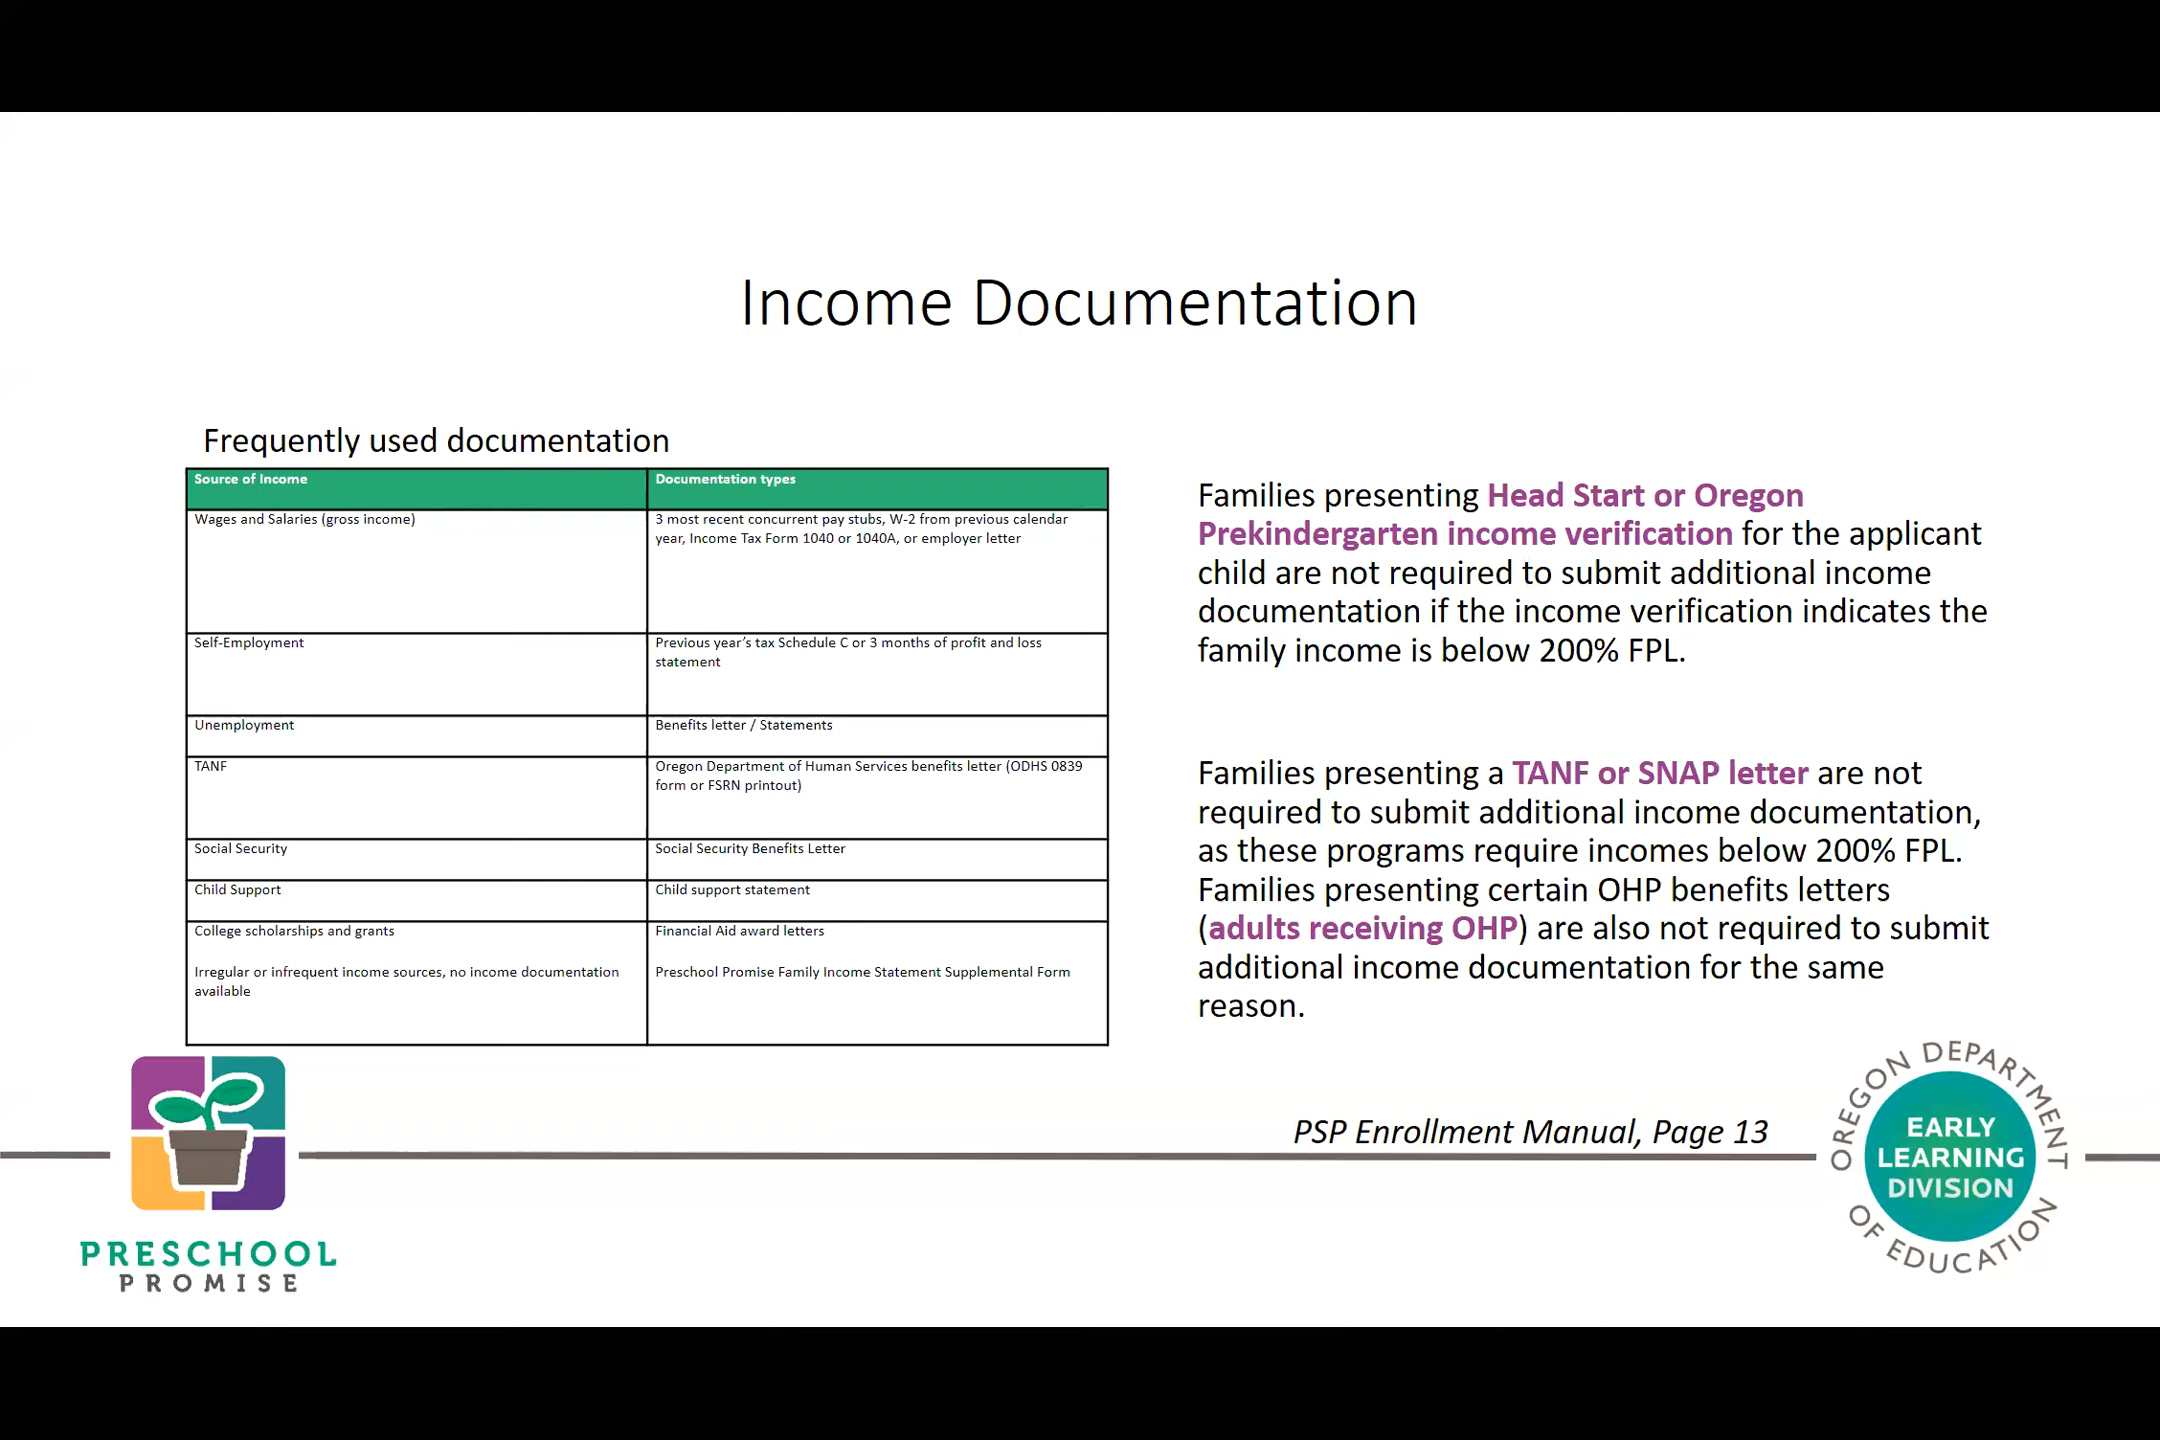 Income Documentation
Frequently used documentation
Source of Income
Documentation types
Wages and Salaries (gross income)
3 most recent concurrent pay stubs, W-2 from previous calendar
year, Income Tax Form 1040 or 1040A, or employer letter
Self-Employment
Previous year’s tax Schedule C or 3 months of profit and loss
statement
Unemployment
Benefits letter / Statements
TANF
Oregon Department of Human Services benefits letter (ODHS 0839
form or FSRN printout)
Social Security
Social Security Benefits Letter
Child Support
Child support statement
College scholarships and grants
Financial Aid award letters
Irregular or infrequent income sources, no income documentation
available
Preschool Promise Family Income Statement Supplemental Form
Families presenting Head Start or Oregon
Prekindergarten income verification for the applicant
child are not required to submit additional income
documentation if the income verification indicates the
family income is below 200% FPL.
Families presenting a TANF or SNAP letter are not
required to submit additional income documentation,
as these programs require incomes below 200% FPL.
Families presenting certain OHP benefits letters
(adults receiving OHP) are also not required to submit
additional income documentation for the same
reason.
PSP Enrollment Manual, Page 13
PRESCHOOL
PROMISE
OREGON DEPARTMENT
OF EDUCATION
EARLY
LEARNING
DIVISION